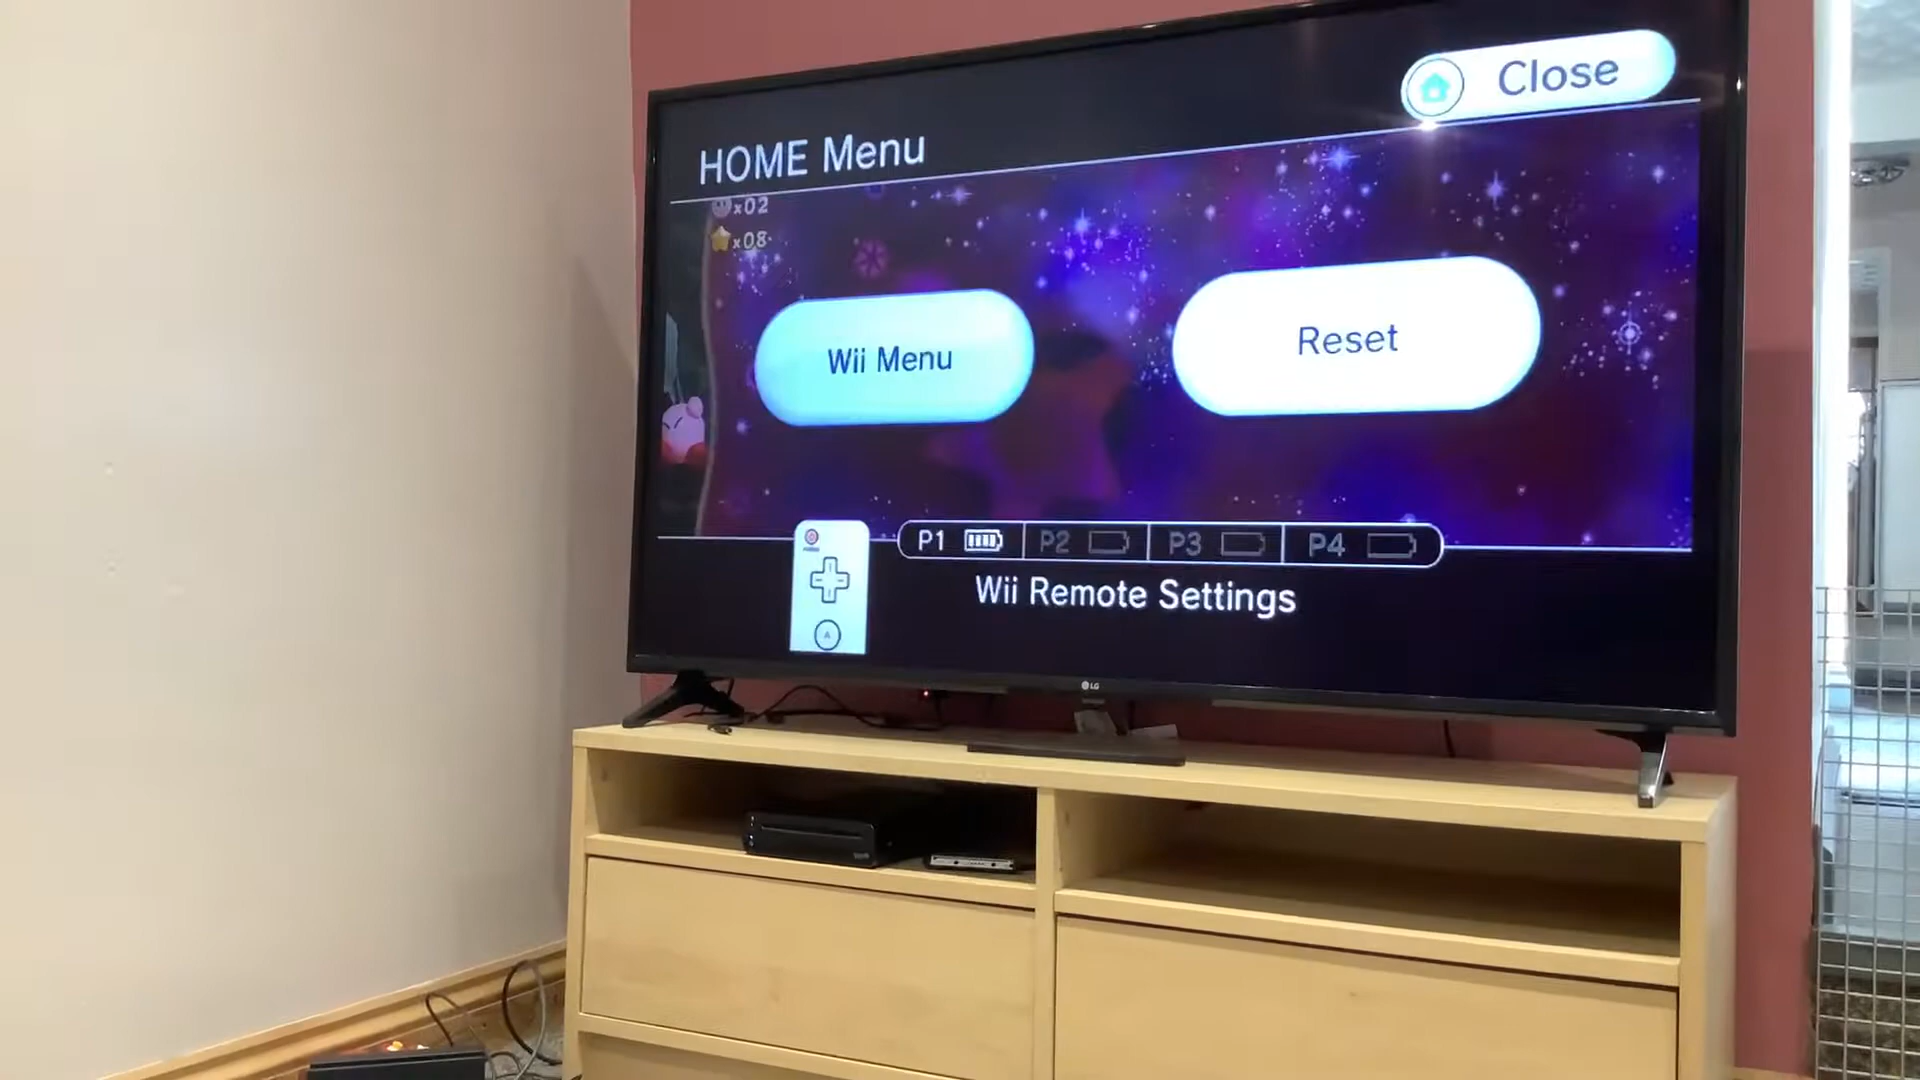 Close
HOME Menu
x02
x08
Wii Menu
Reset
P1 P2 P3 P4
Wii Remote Settings
A
LG